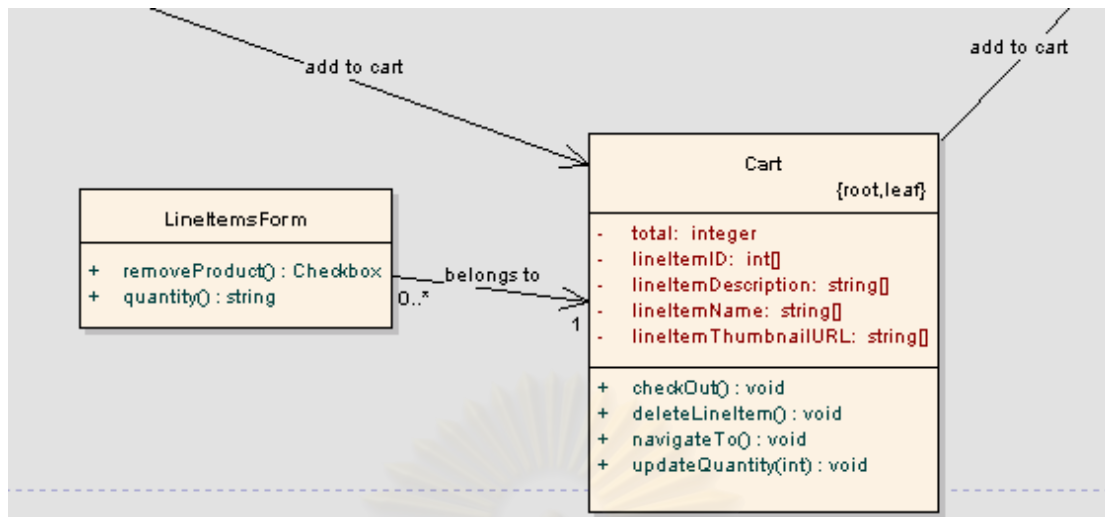 add to cart
add to cart
Cart
{root,leaf}
- total: integer
- lineItemID: int[]
- lineItemDescription: string[]
- lineItemName: string[]
- lineItemThumbnailURL: string[]
+ checkOut() : void
+ deleteLineItem() : void
+ navigateTo() : void
+ updateQuantity(int) : void
LineItemsForm
+ removeProduct() : Checkbox
+ quantity() : string
belongs to
0..*
1